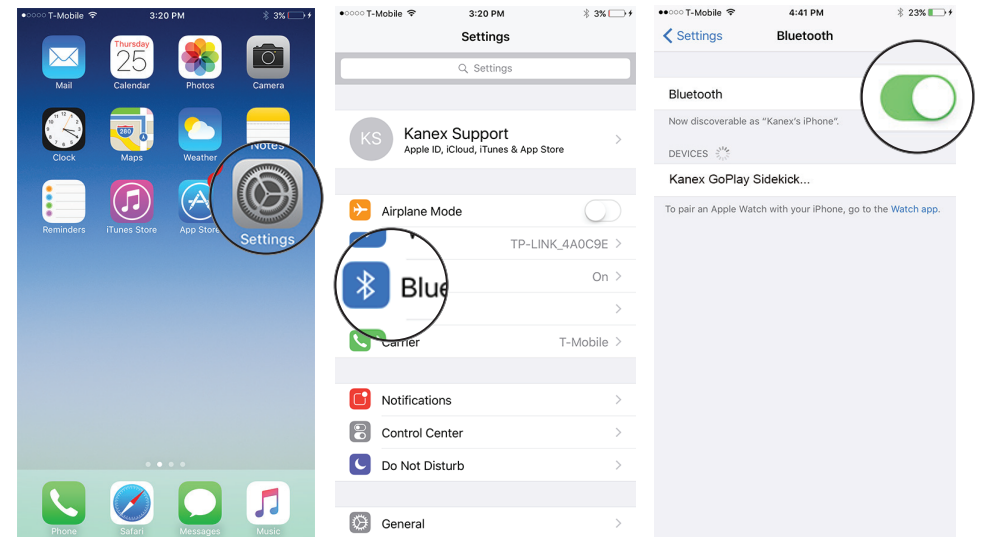 T-Mobile 3:20 PM 3%
Thursday
25
Mail Calendar Photos Camera
280
Clock Maps Weather Notes
Reminders iTunes Store App Store Settings
Phone Safari Messages Music
T-Mobile 3:20 PM 3%
Settings
Settings
KS
Kanex Support
Apple ID, iCloud, iTunes & App Store
Airplane Mode
TP-LINK_4A0C9E
Blue On
Carrier T-Mobile
Notifications
Control Center
Do Not Disturb
General
T-Mobile 4:41 PM 23%
Settings Bluetooth
Bluetooth
Now discoverable as “Kanex's iPhone”.
DEVICES
Kanex GoPlay Sidekick...
To pair an Apple Watch with your iPhone, go to the Watch app.